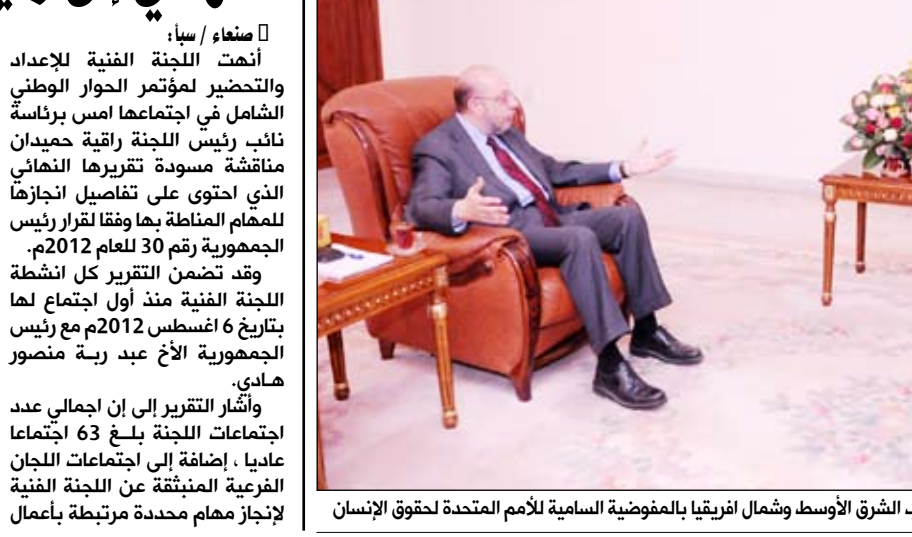 صنعاء / سبأ:
أنهت اللجنة الفنية للإعداد
والتحضير لمؤتمر الحوار الوطني
الشامل في اجتماعها امس برئاسة
نائب رئيس اللجنة راقية حميدان
مناقشة مسودة تقريرها النهائي
الذي احتوى على تفاصيل انجازها
للمهام المناطة بها وفقا لقرار رئيس
الجمهورية رقم 30 للعام 2012م.
وقد تضمن التقرير كل انشطة
اللجنة الفنية منذ أول اجتماع لها
بتاريخ 6 اغسطس 2012م مع رئيس
الجمهورية الأخ عبد ربـة منصور
هـادي.
وأشار التقرير إلى إن اجمالي عدد
اجتماعات اللجنة بلــغ 63 اجتماعا
عاديا ، إضافة إلى اجتماعات اللجان
الفرعية المنبثقة عن اللجنة الفنية
لإنجاز مهام محددة مرتبطة بأعمال
الشرق الأوسط وشمال افريقيا بالمفوضية السامية للأمم المتحدة لحقوق الإنسان